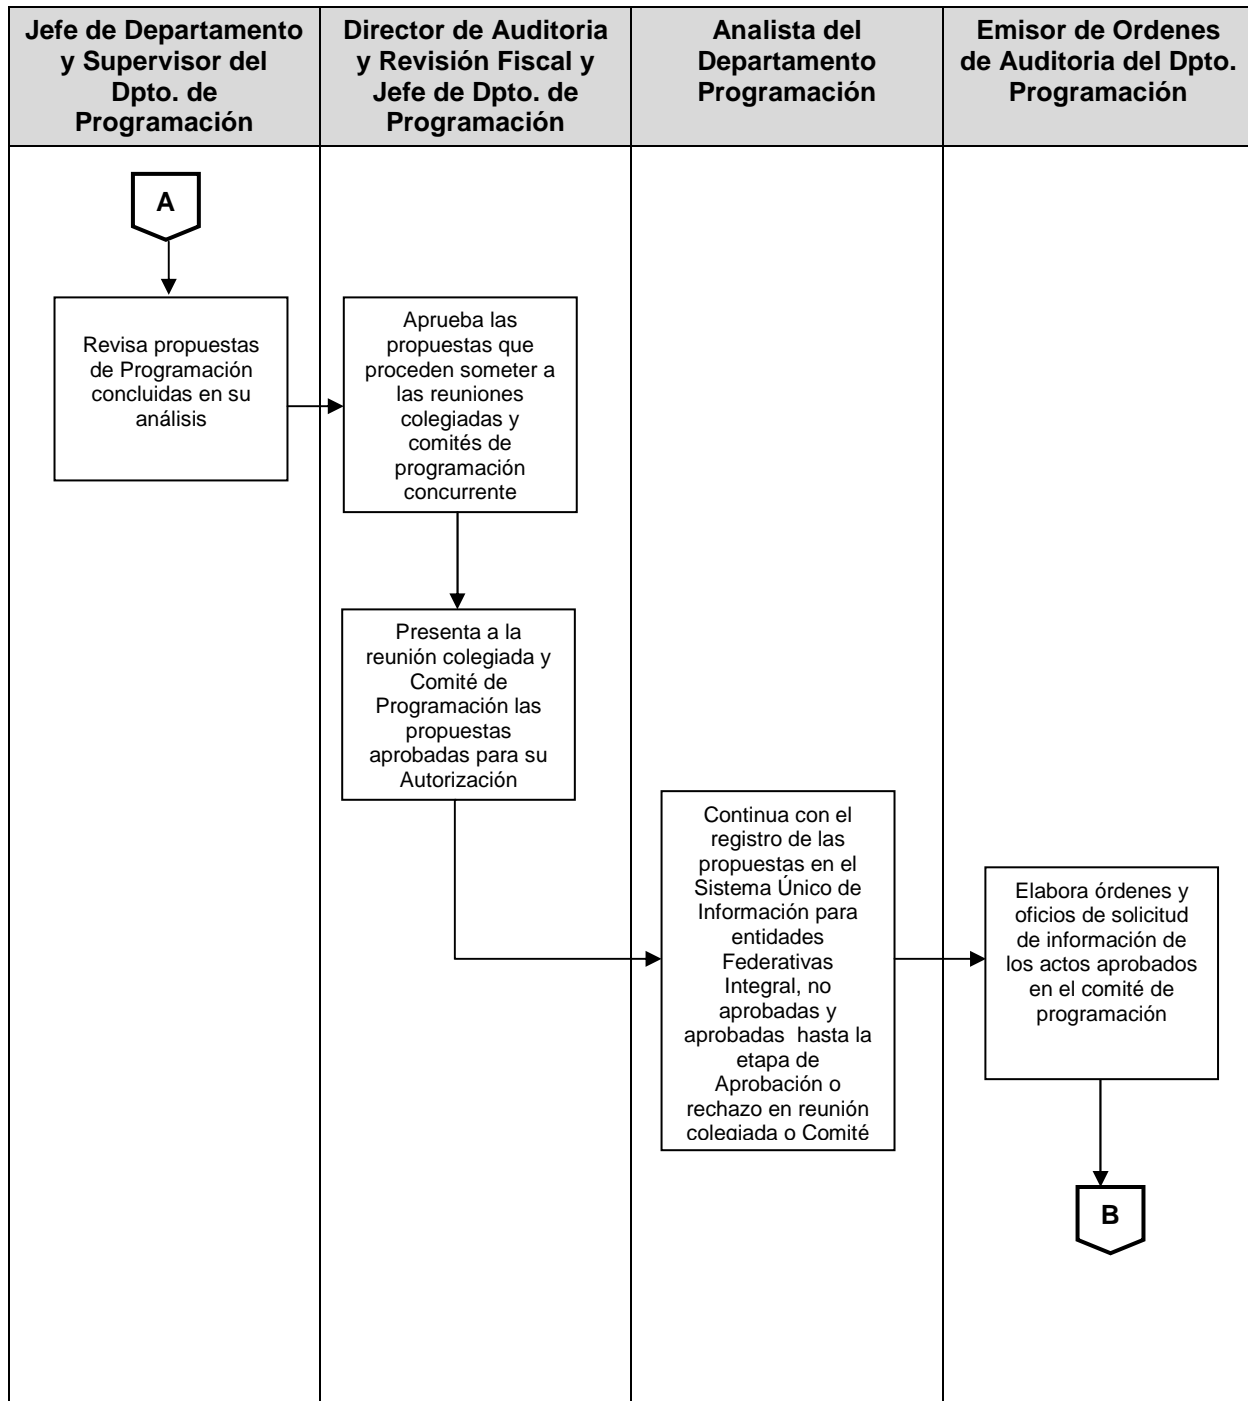 Jefe de Departamento
y Supervisor del
Dpto. de
Programación
Director de Auditoria
y Revisión Fiscal y
Jefe de Dpto. de
Programación
Analista del
Departamento
Programación
Emisor de Ordenes
de Auditoria del Dpto.
Programación
A
Revisa propuestas
de Programación
concluidas en su
análisis
Aprueba las
propuestas que
proceden someter a
las reuniones
colegiadas y
comités de
programación
concurrente
Presenta a la
reunión colegiada y
Comité de
Programación las
propuestas
aprobadas para su
Autorización
Continua con el
registro de las
propuestas en el
Sistema Único de
Información para
entidades
Federativas
Integral, no
aprobadas y
aprobadas  hasta la
etapa de
Aprobación o
rechazo en reunión
colegiada o Comité
Elabora órdenes y
oficios de solicitud
de información de
los actos aprobados
en el comité de
programación
B